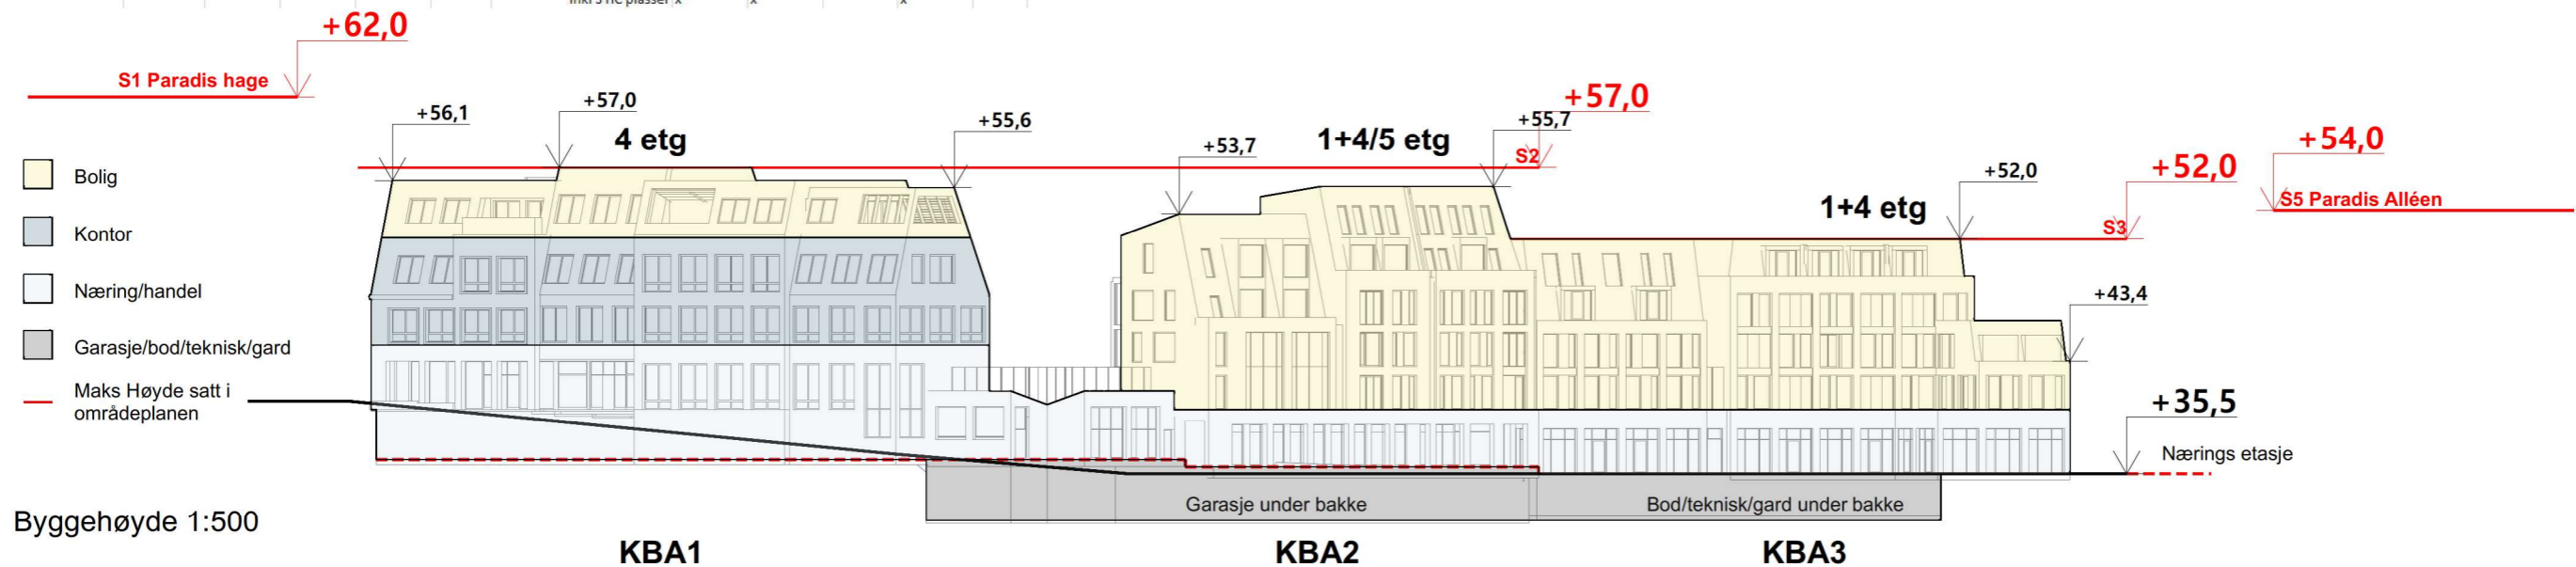 +62,0
S1 Paradis hage
+56,1
+57,0
4 etg
+55,6
+53,7
1+4/5 etg
+55,7
+57,0
S2
1+4 etg
+52,0
+52,0
S3
+54,0
S5 Paradis Alléen
+43,4
+35,5
Nærings etasje
Bolig
Kontor
Næring/handel
Garasje/bod/teknisk/gard
Maks Høyde satt i
områdeplanen
Garasje under bakke
Bod/teknisk/gard under bakke
Byggehøyde 1:500
KBA1
KBA2
KBA3